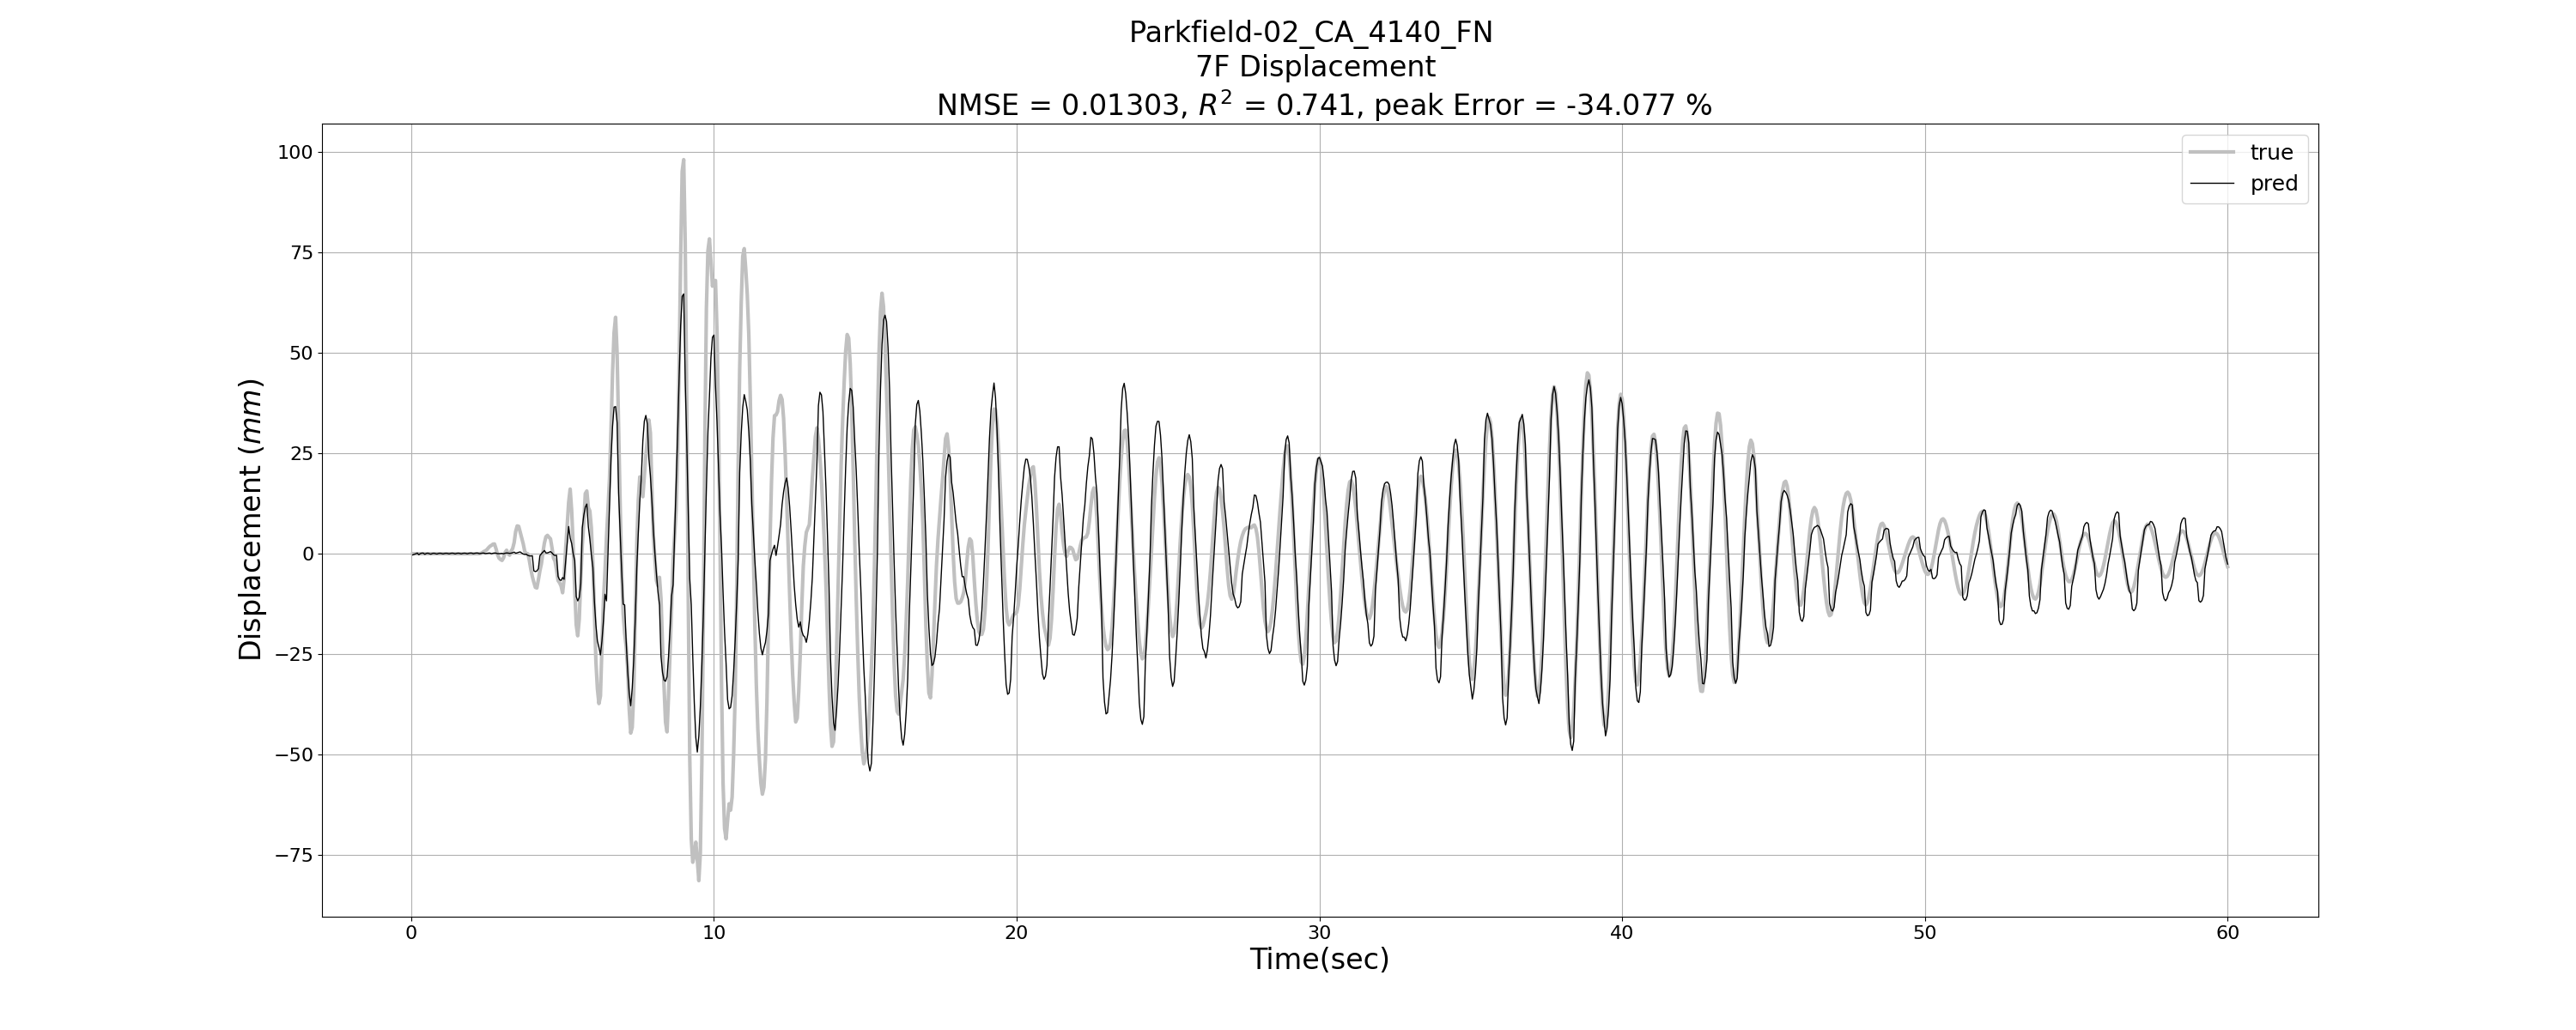 Parkfield-02_CA_4140_FN
7F Displacement
NMSE = 0.01303, R² = 0.741, peak Error = -34.077 %
true
pred
100
75
50
25
0
−25
−50
−75
Displacement (mm)
0 10 20 30 40 50 60
Time(sec)